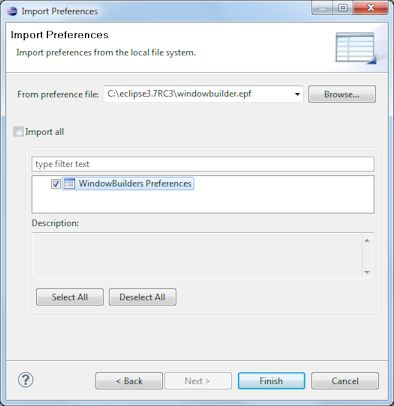 Import Preferences
Import Preferences
Import preferences from the local file system.
From preference file: C:\eclipse3.7RC3\windowbuilder.epf Browse...
Import all
type filter text
WindowBuilders Preferences
Description:
Select All Deselect All
? < Back Next > Finish Cancel